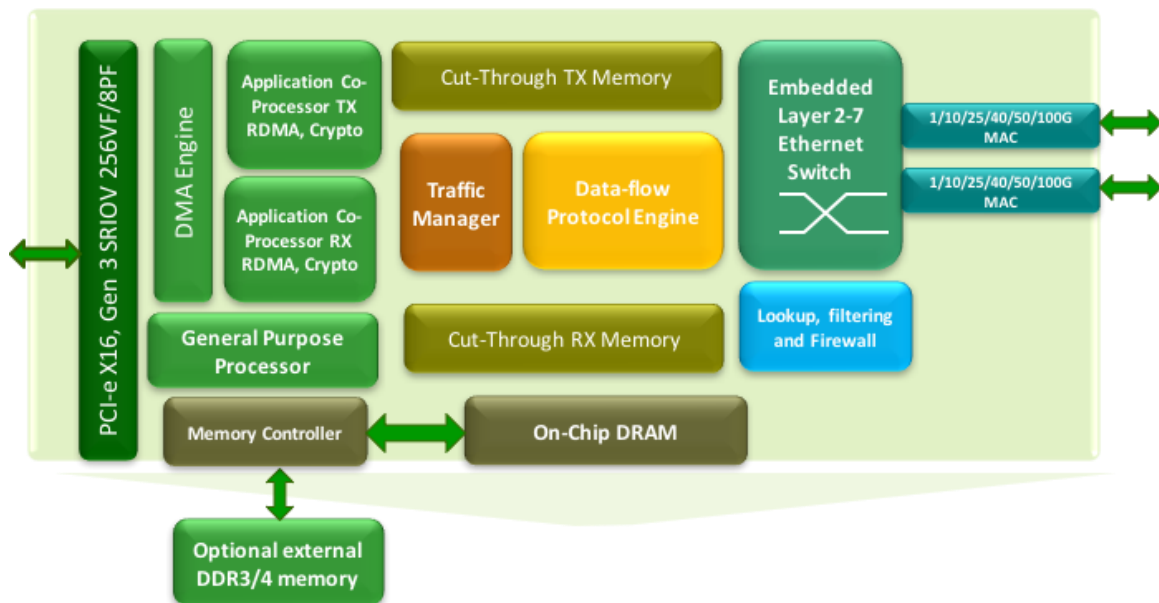 PCI-e X16, Gen 3 SRIOV 256VF/8PF
DMA Engine
Application Co-
Processor TX
RDMA, Crypto
Application Co-
Processor RX
RDMA, Crypto
General Purpose
Processor
Memory Controller
Optional external
DDR3/4 memory
Cut-Through TX Memory
Traffic
Manager
Data-flow
Protocol Engine
Cut-Through RX Memory
On-Chip DRAM
Embedded
Layer 2-7
Ethernet
Switch
Lookup, filtering
and Firewall
1/10/25/40/50/100G
MAC
1/10/25/40/50/100G
MAC